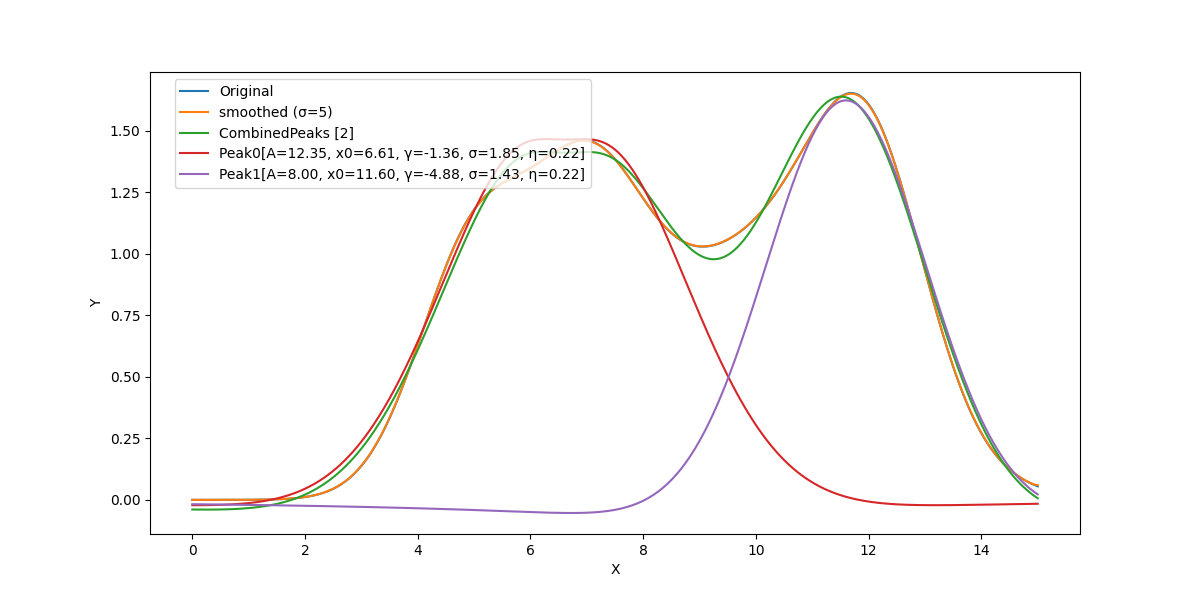 Original
smoothed (σ=5)
CombinedPeaks [2]
Peak0[A=12.35, x0=6.61, γ=-1.36, σ=1.85, η=0.22]
Peak1[A=8.00, x0=11.60, γ=-4.88, σ=1.43, η=0.22]
1.50
1.25
1.00
0.75
0.50
0.25
0.00
Y
0 2 4 6 8 10 12 14
X